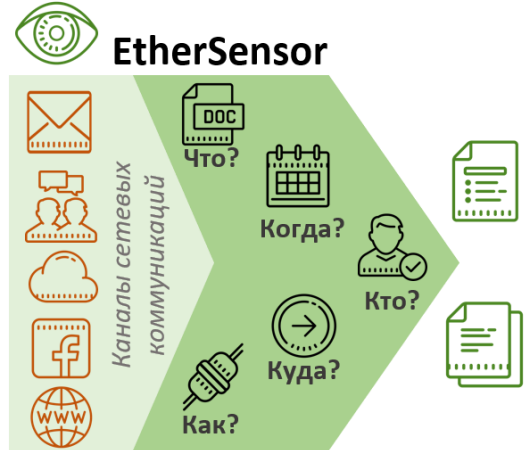 EtherSensor
DOC
Что?
Когда?
Каналы сетевых
коммуникаций
Кто?
Куда?
Как?
f
WWW